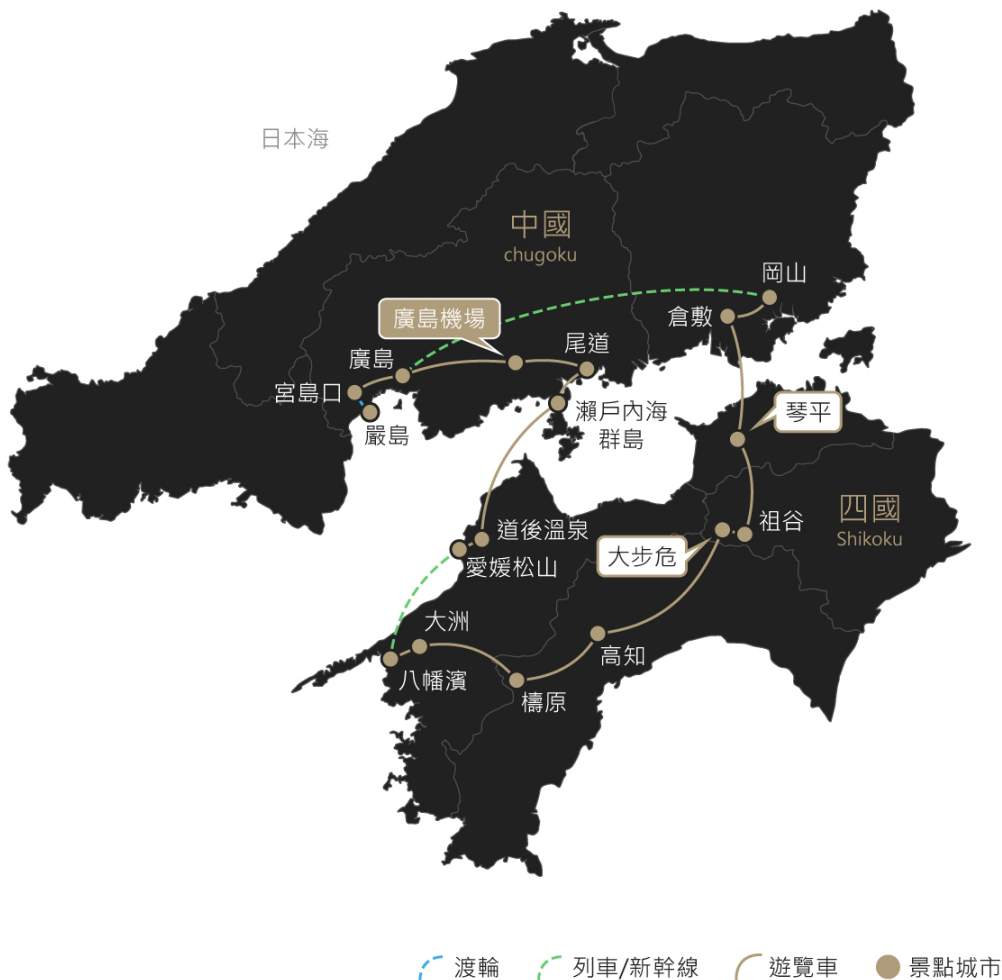 日本海
中國
chugoku
岡山
倉敷
廣島機場
尾道
廣島
宮島口
嚴島
瀨戶內海
群島
琴平
四國
Shikoku
祖谷
道後溫泉
大步危
愛媛松山
大洲
高知
八幡濱
檮原
渡輪
列車/新幹線
遊覽車
景點城市